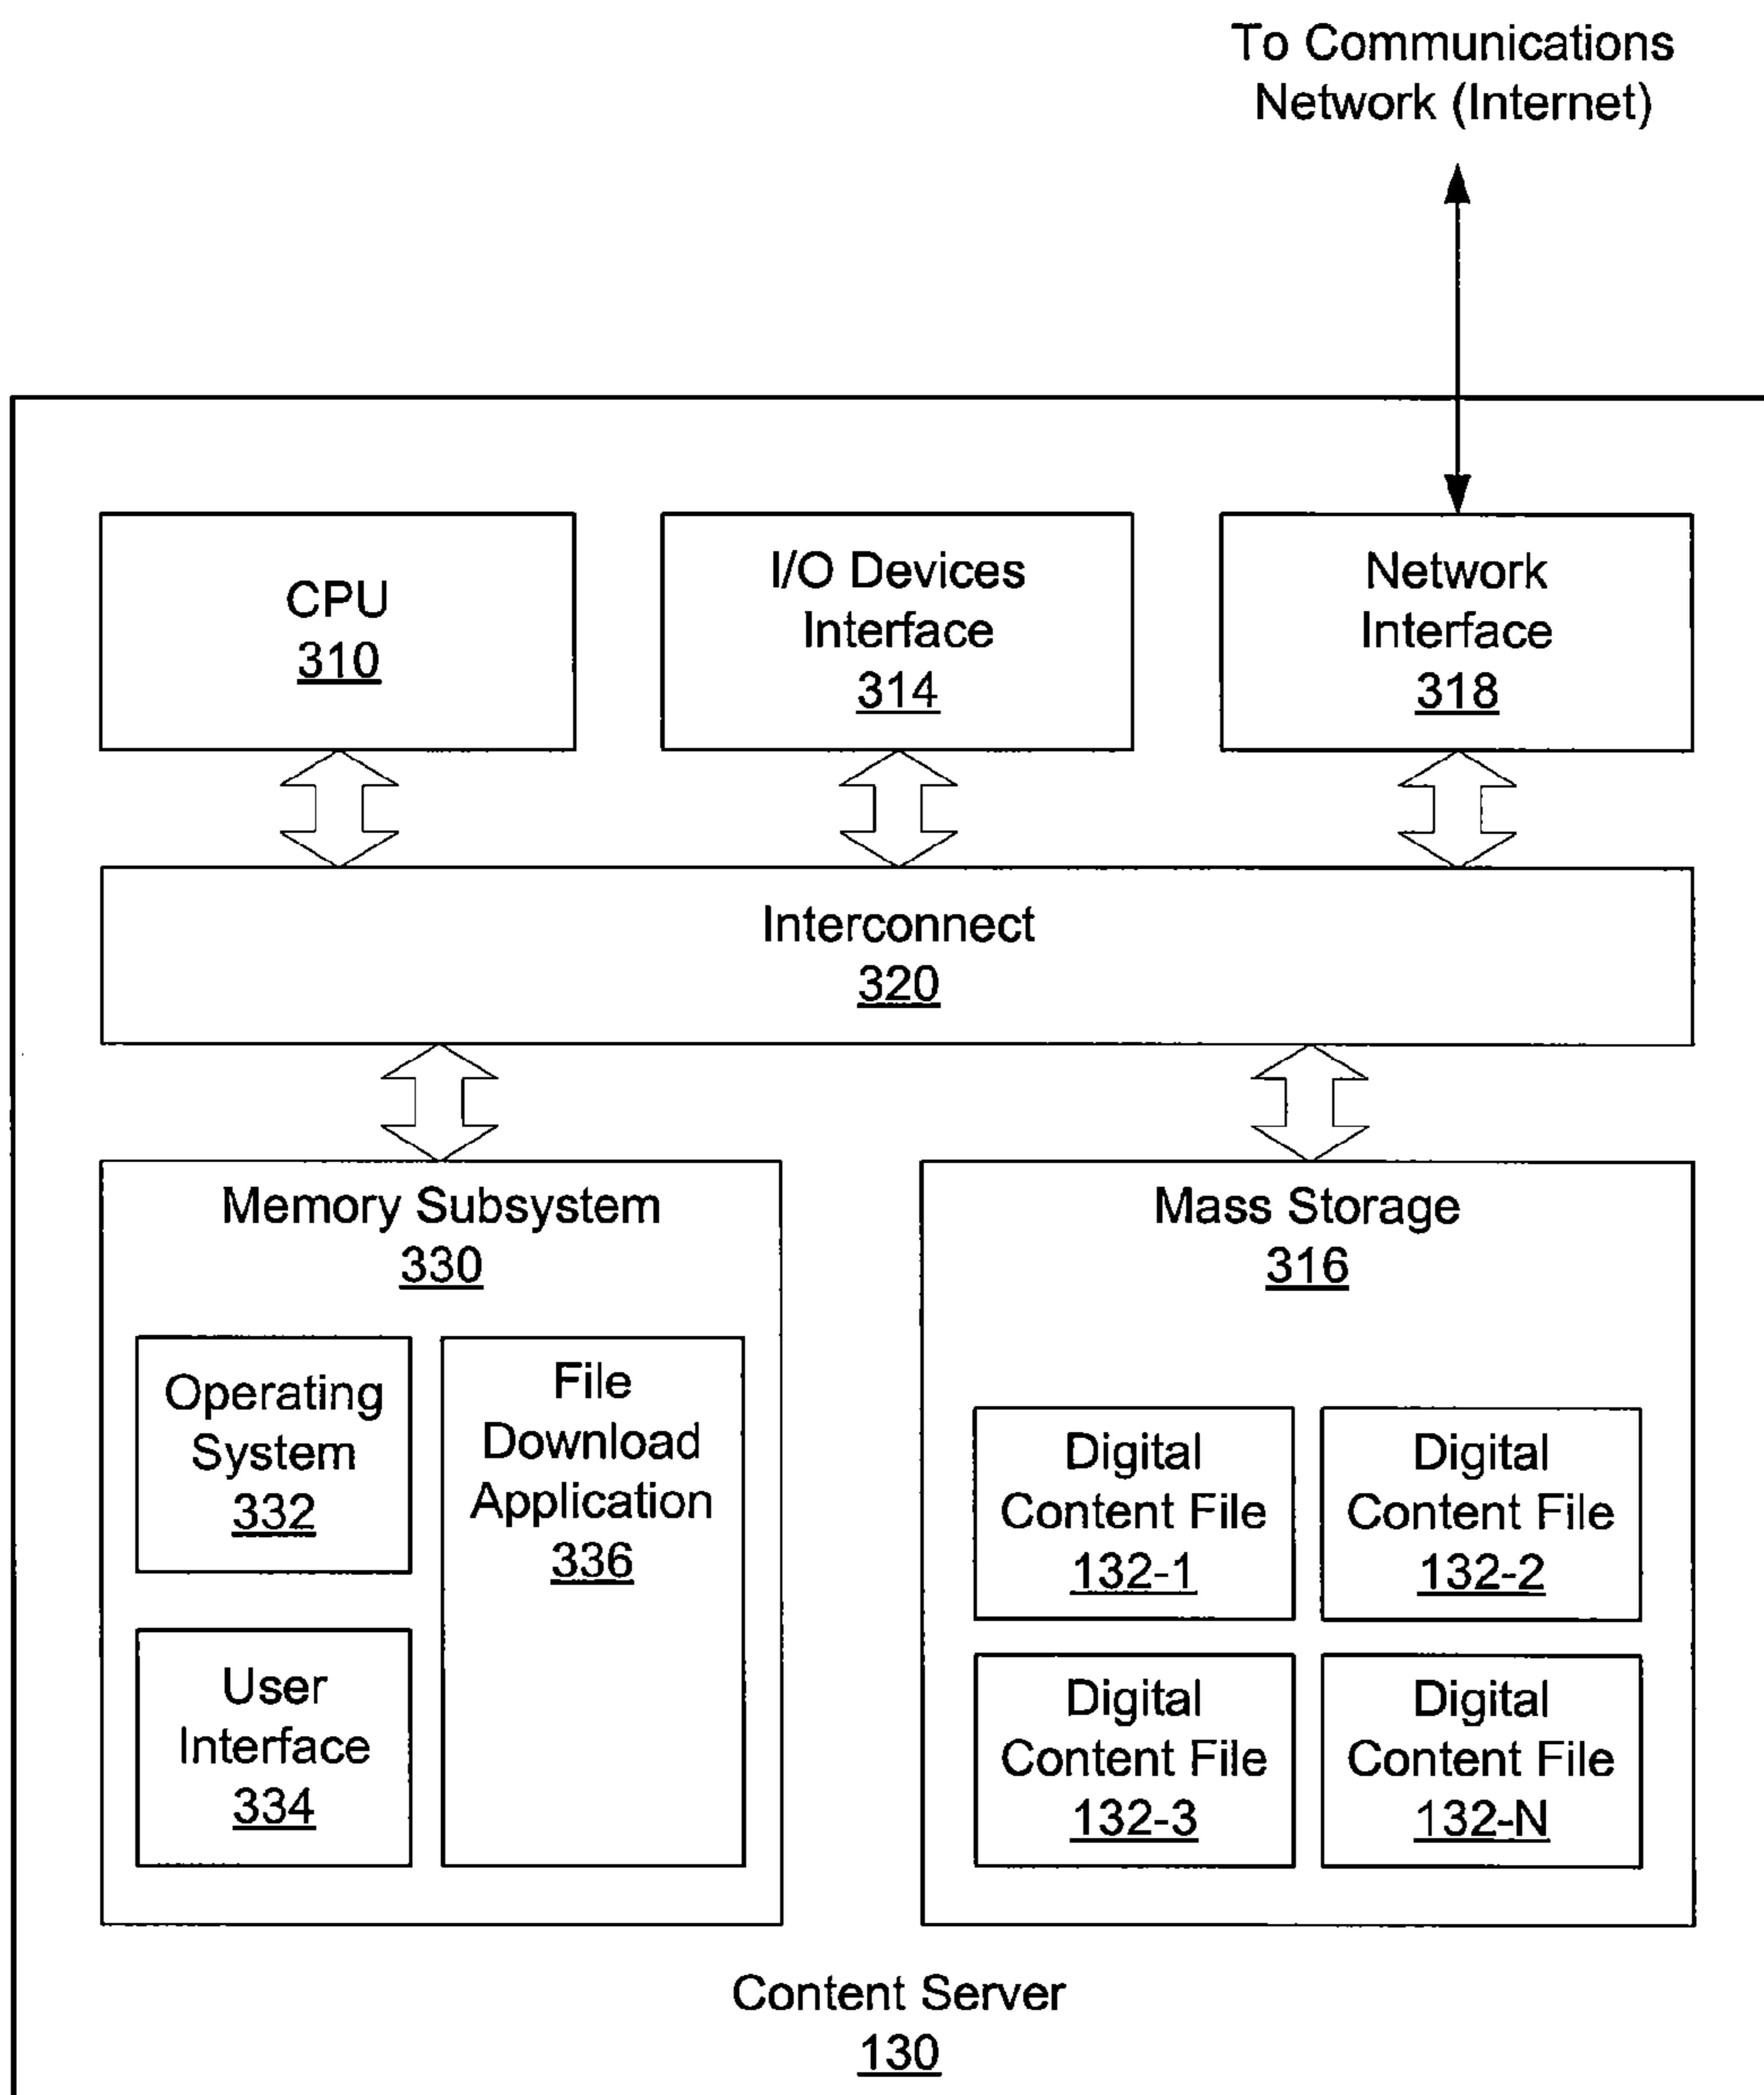 To Communications
Network (Internet)
CPU
310
I/O Devices
Interface
314
Network
Interface
318
Interconnect
320
Memory Subsystem
330
Operating
System
332
File
Download
Application
336
User
Interface
334
Mass Storage
316
Digital
Content File
132-1
Digital
Content File
132-2
Digital
Content File
132-3
Digital
Content File
132-N
Content Server
130